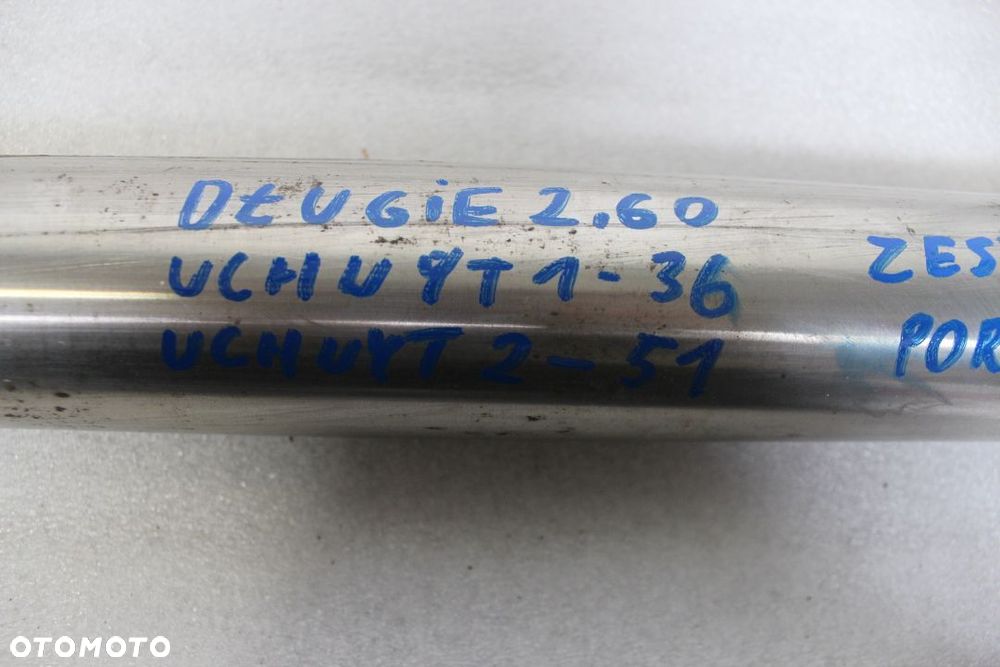 DŁUGiE 2.60
UCHWYT 1-36
UCHWYT 2-51
ZES
POR
OTOMOTO